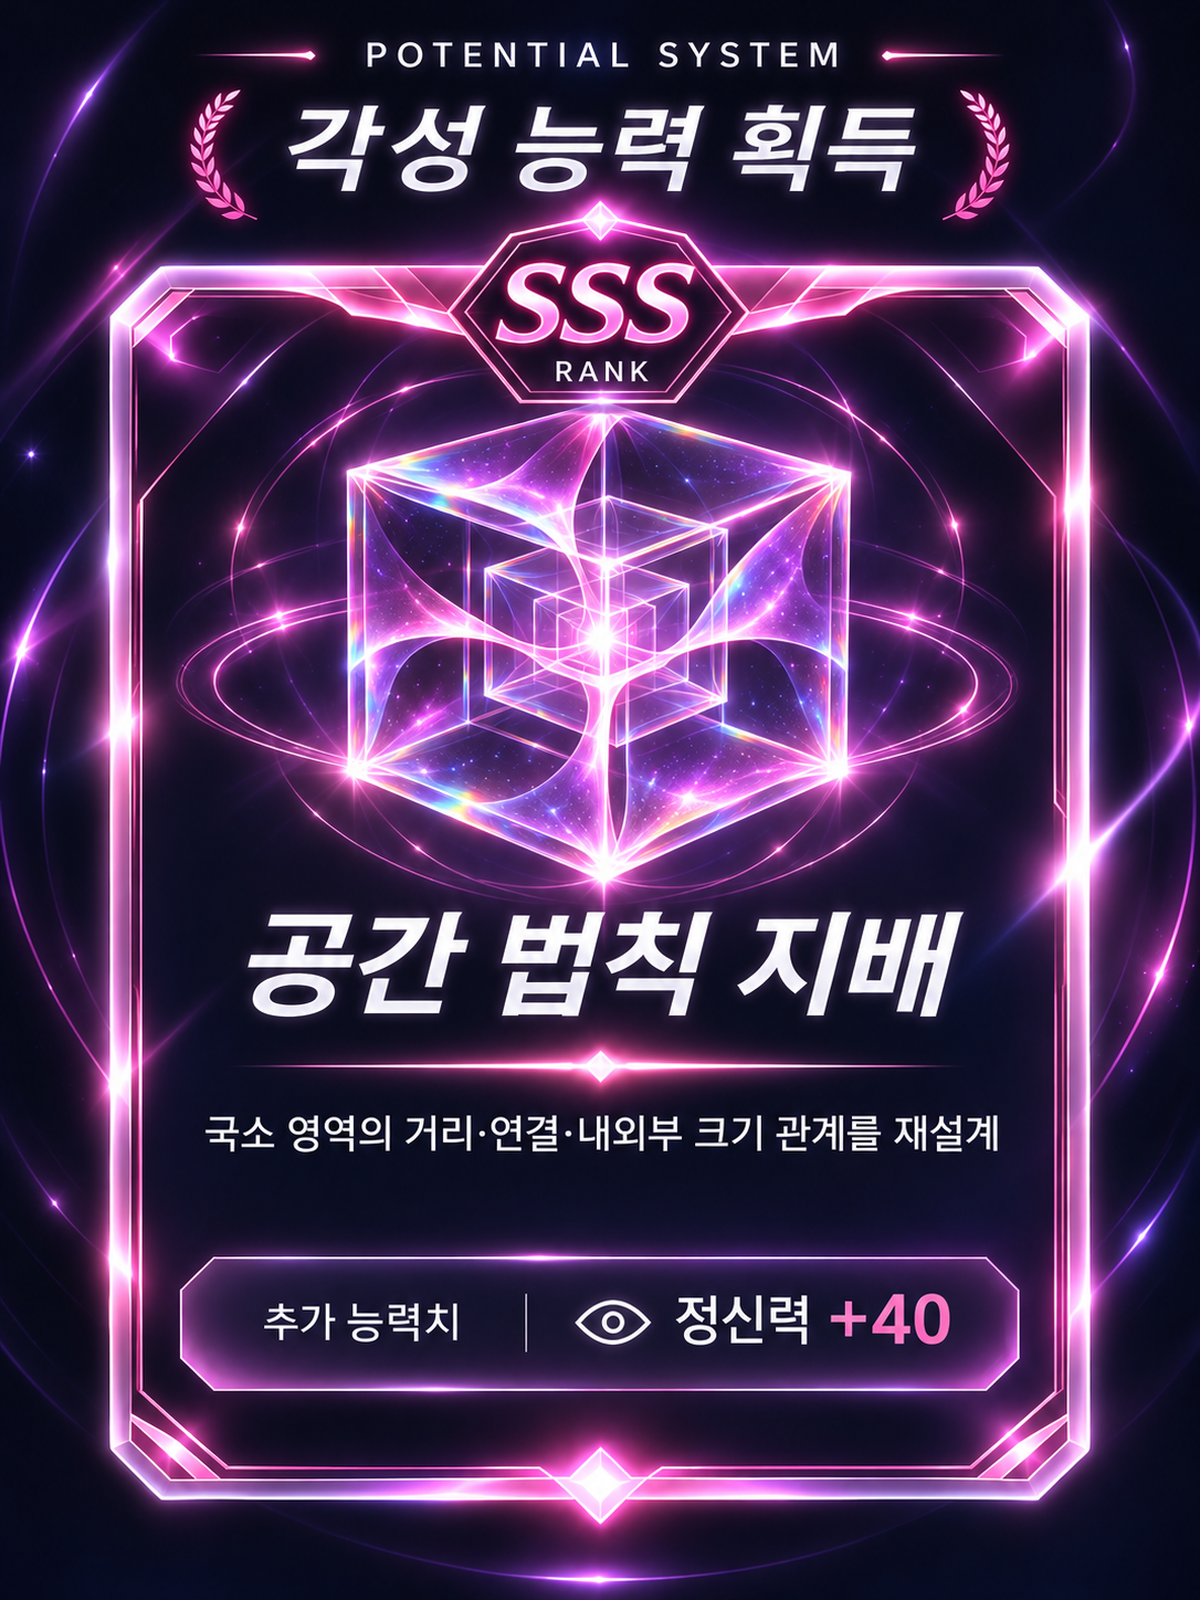 POTENTIAL SYSTEM
각성 능력 획득
SSS
RANK
공간 법칙 지배
국소 영역의 거리·연결·내외부 크기 관계를 재설계
추가 능력치 정신력 +40